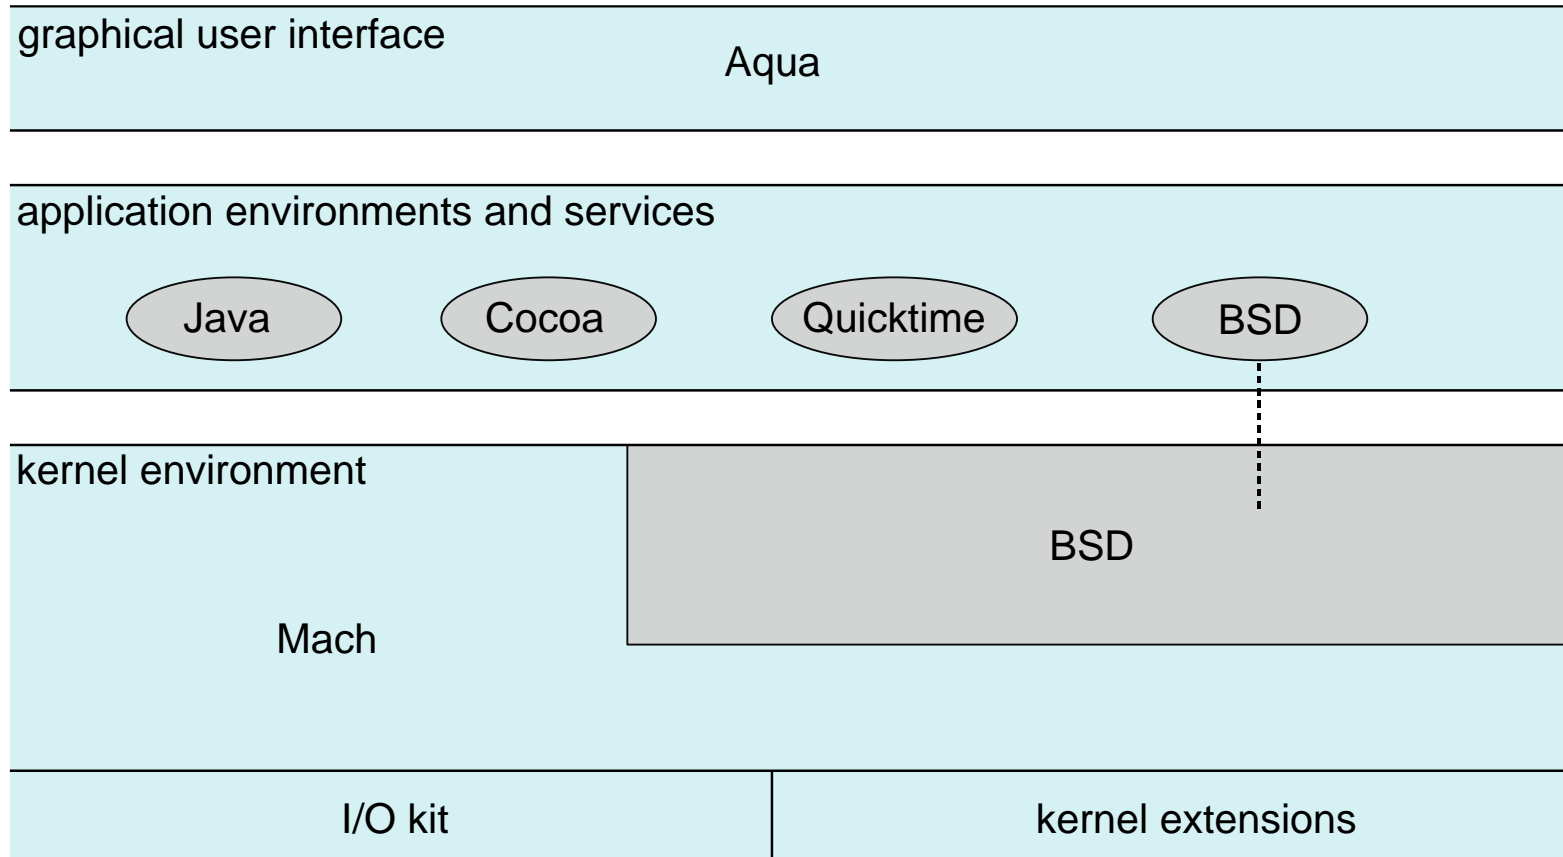 graphical user interface
Aqua
application environments and services
Java
Cocoa
Quicktime
BSD
kernel environment
BSD
Mach
I/O kit
kernel extensions